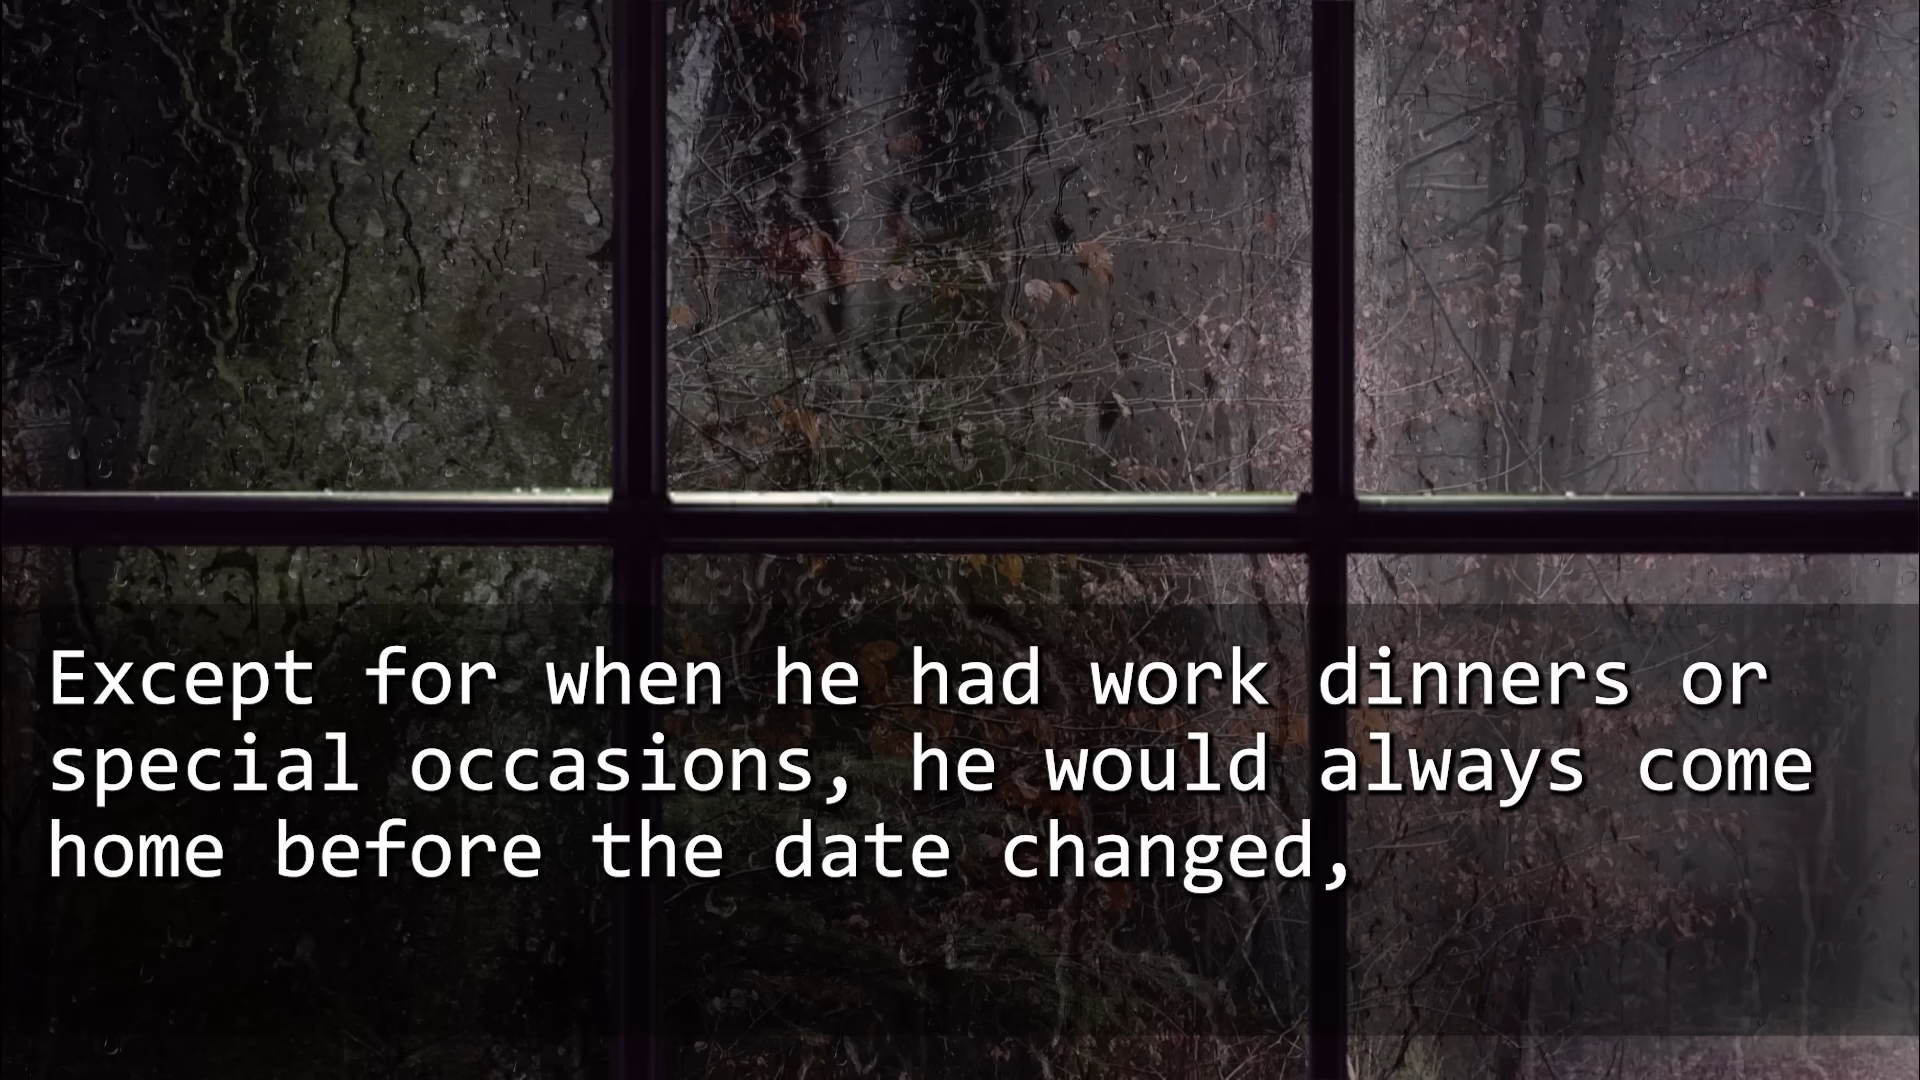 Except for when he had work dinners or
special occasions, he would always come
home before the date changed,